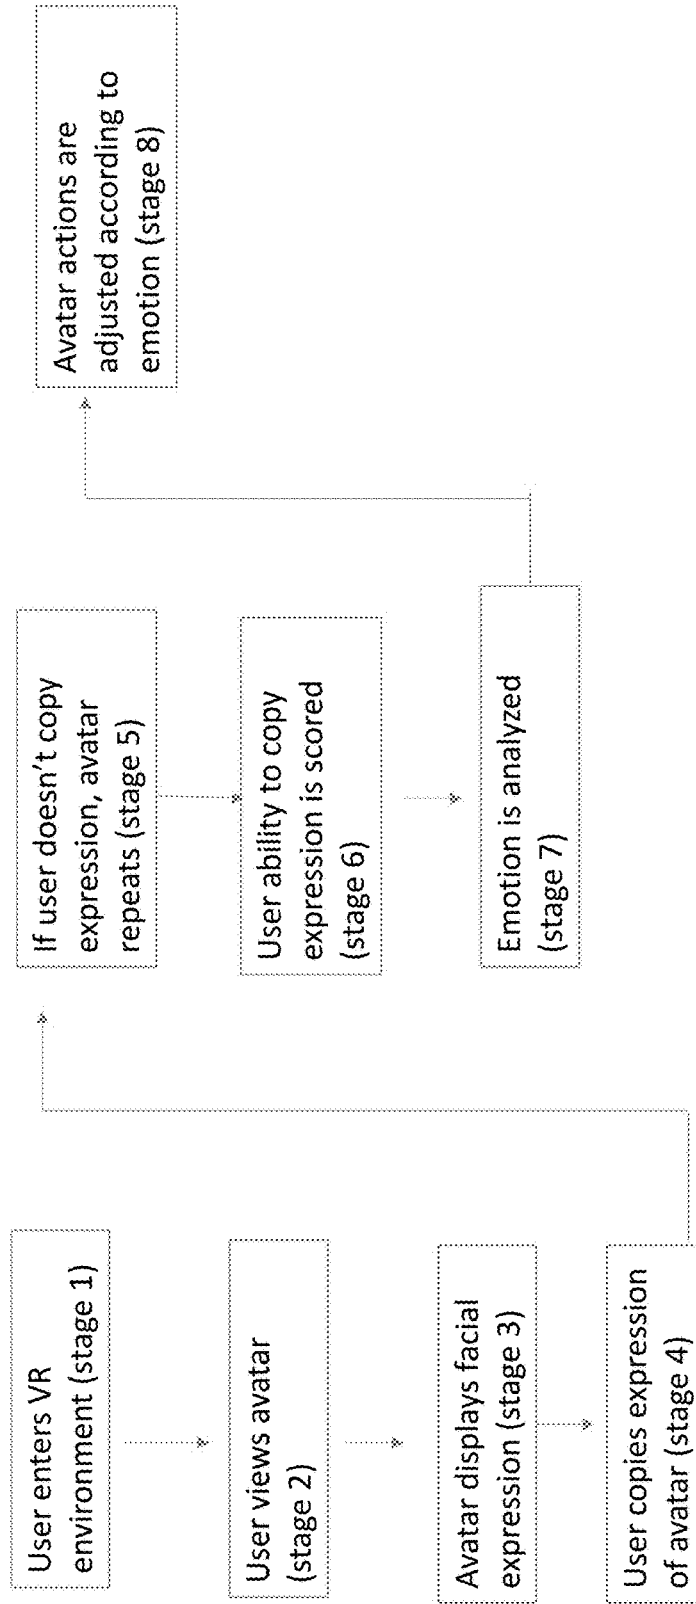 User enters VR
environment (stage 1)
User views avatar
(stage 2)
Avatar displays facial
expression (stage 3)
User copies expression
of avatar (stage 4)
If user doesn't copy
expression, avatar
repeats (stage 5)
User ability to copy
expression is scored
(stage 6)
Emotion is analyzed
(stage 7)
Avatar actions are
adjusted according to
emotion (stage 8)